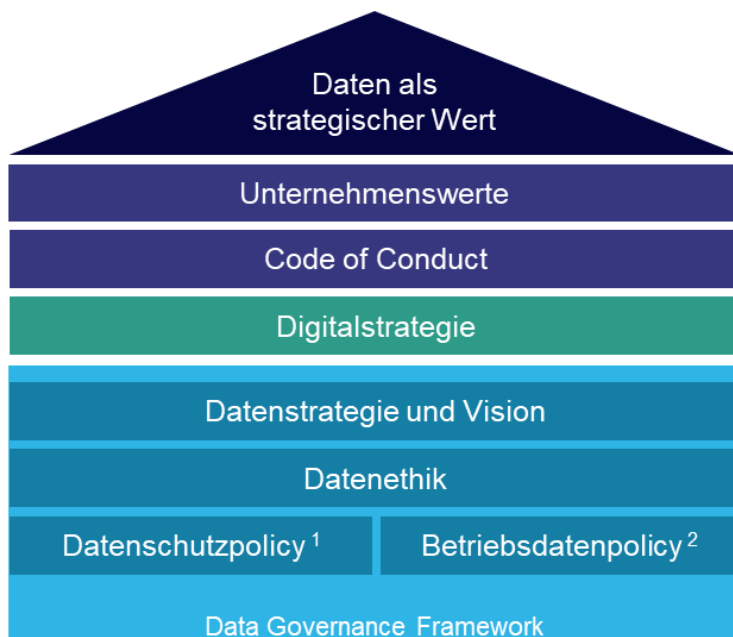 Daten als
strategischer Wert
Unternehmenswerte
Code of Conduct
Digitalstrategie
Datenstrategie und Vision
Datenethik
Datenschutzpolicy 1 Betriebsdatenpolicy 2
Data Governance Framework